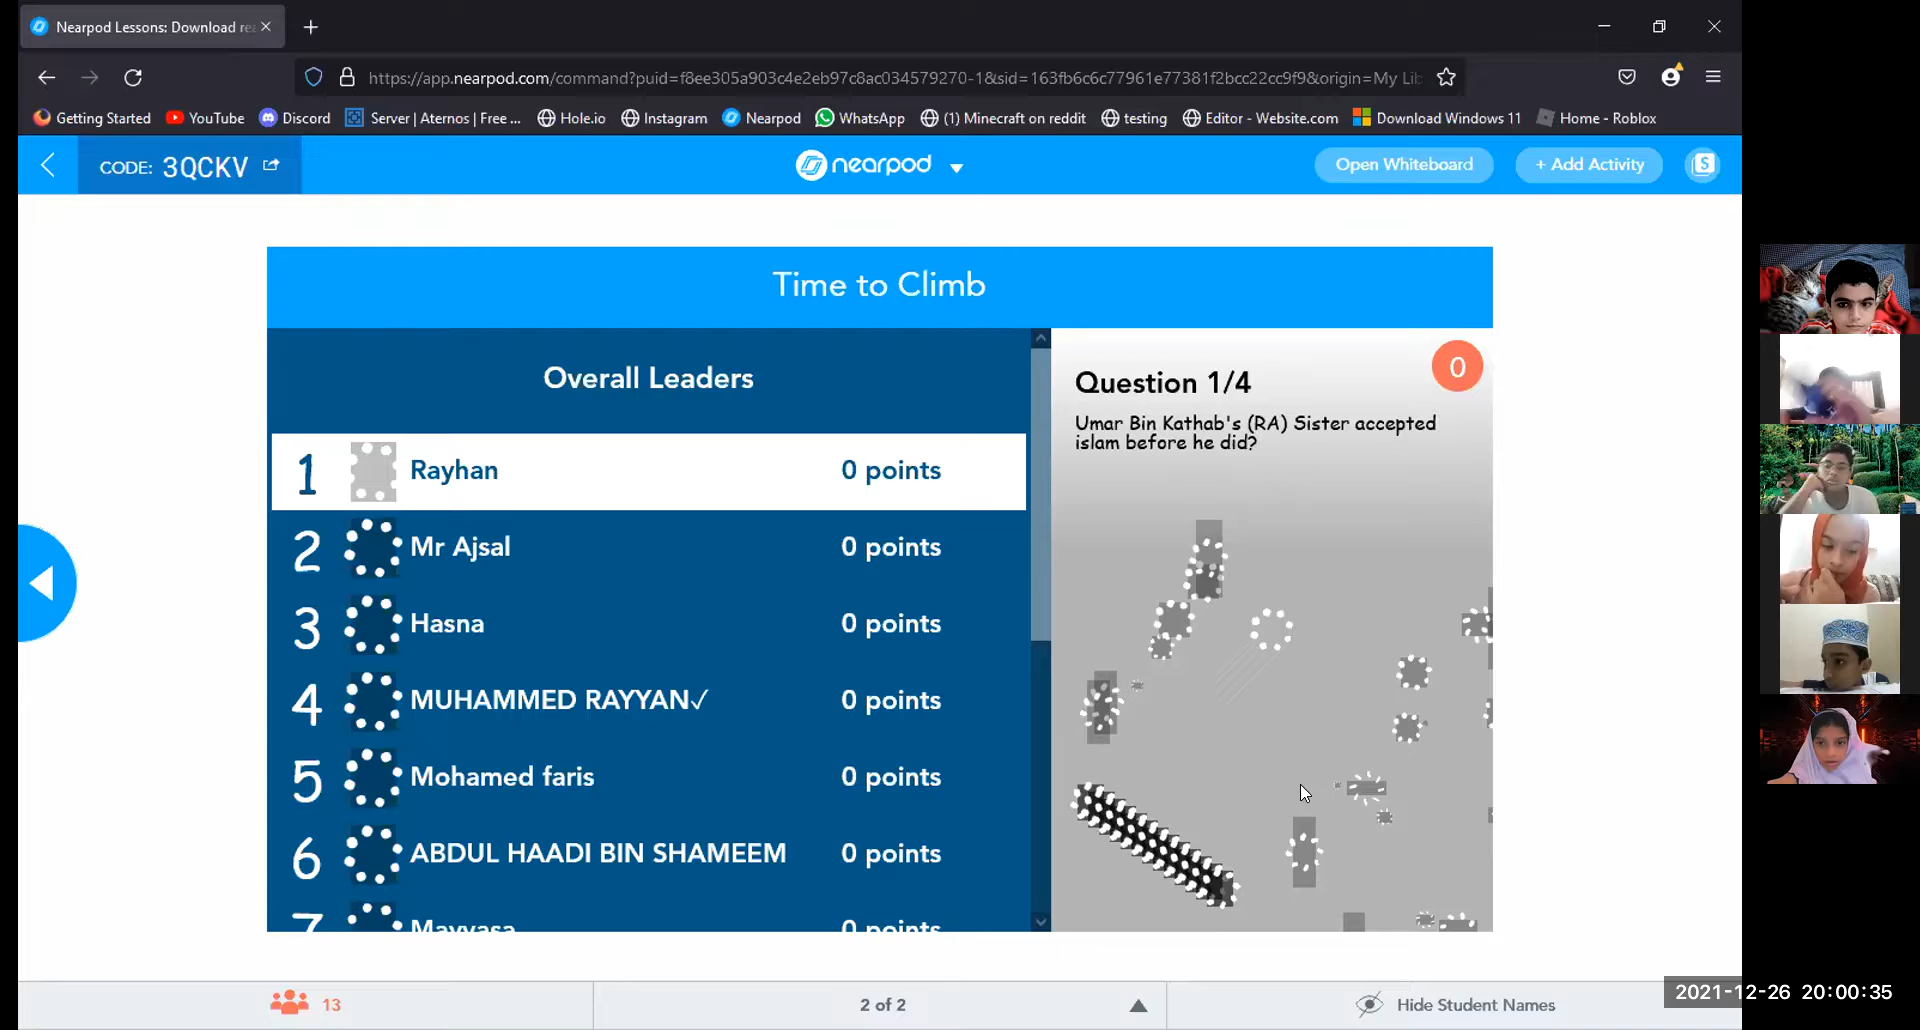 Nearpod Lessons: Download re
https://app.nearpod.com/command?puid=f8ee305a903c4e2eb97c8ac034579270-1&sid=163fb6c6c77961e77381f2bcc22cc9f9&origin=My Lib
Getting Started YouTube Discord Server | Aternos | Free ... Hole.io Instagram Nearpod WhatsApp (1) Minecraft on reddit testing Editor - Website.com Download Windows 11 Home - Roblox
CODE: 3QCKV nearpod Open Whiteboard + Add Activity S
Time to Climb
Overall Leaders
1 Rayhan 0 points
2 Mr Ajsal 0 points
3 Hasna 0 points
4 MUHAMMED RAYYAN✓ 0 points
5 Mohamed faris 0 points
6 ABDUL HAADI BIN SHAMEEM 0 points
7 Mayyasa 0 points
0
Question 1/4
Umar Bin Kathab's (RA) Sister accepted
islam before he did?
13 2 of 2 Hide Student Names
2021-12-26 20:00:35